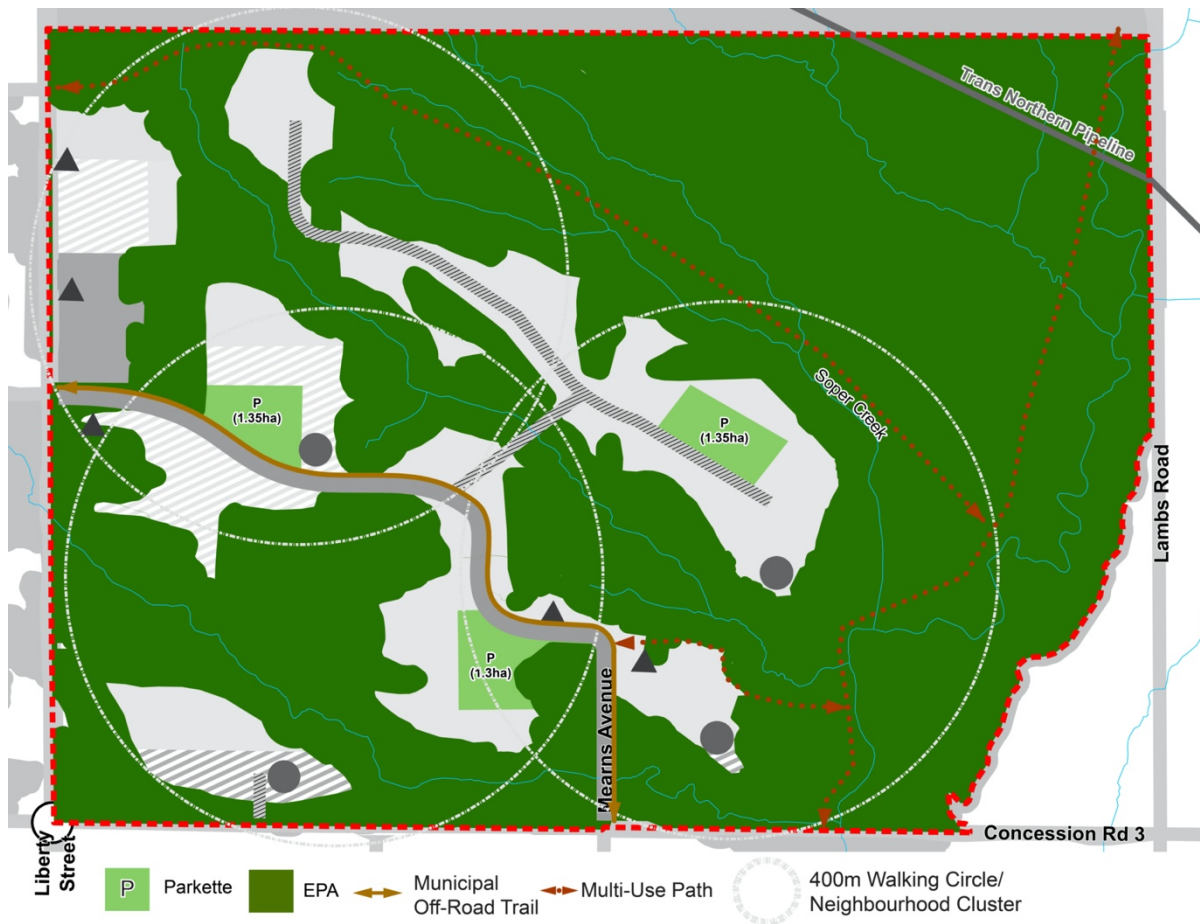 Trans Northern Pipeline
P
(1.35ha)
P
(1.35ha)
Soper Creek
Lambs Road
P
(1.3ha)
Mearns Avenue
Concession Rd 3
Liberty
Street
P
Parkette
EPA
Municipal
Off-Road Trail
Multi-Use Path
400m Walking Circle/
Neighbourhood Cluster